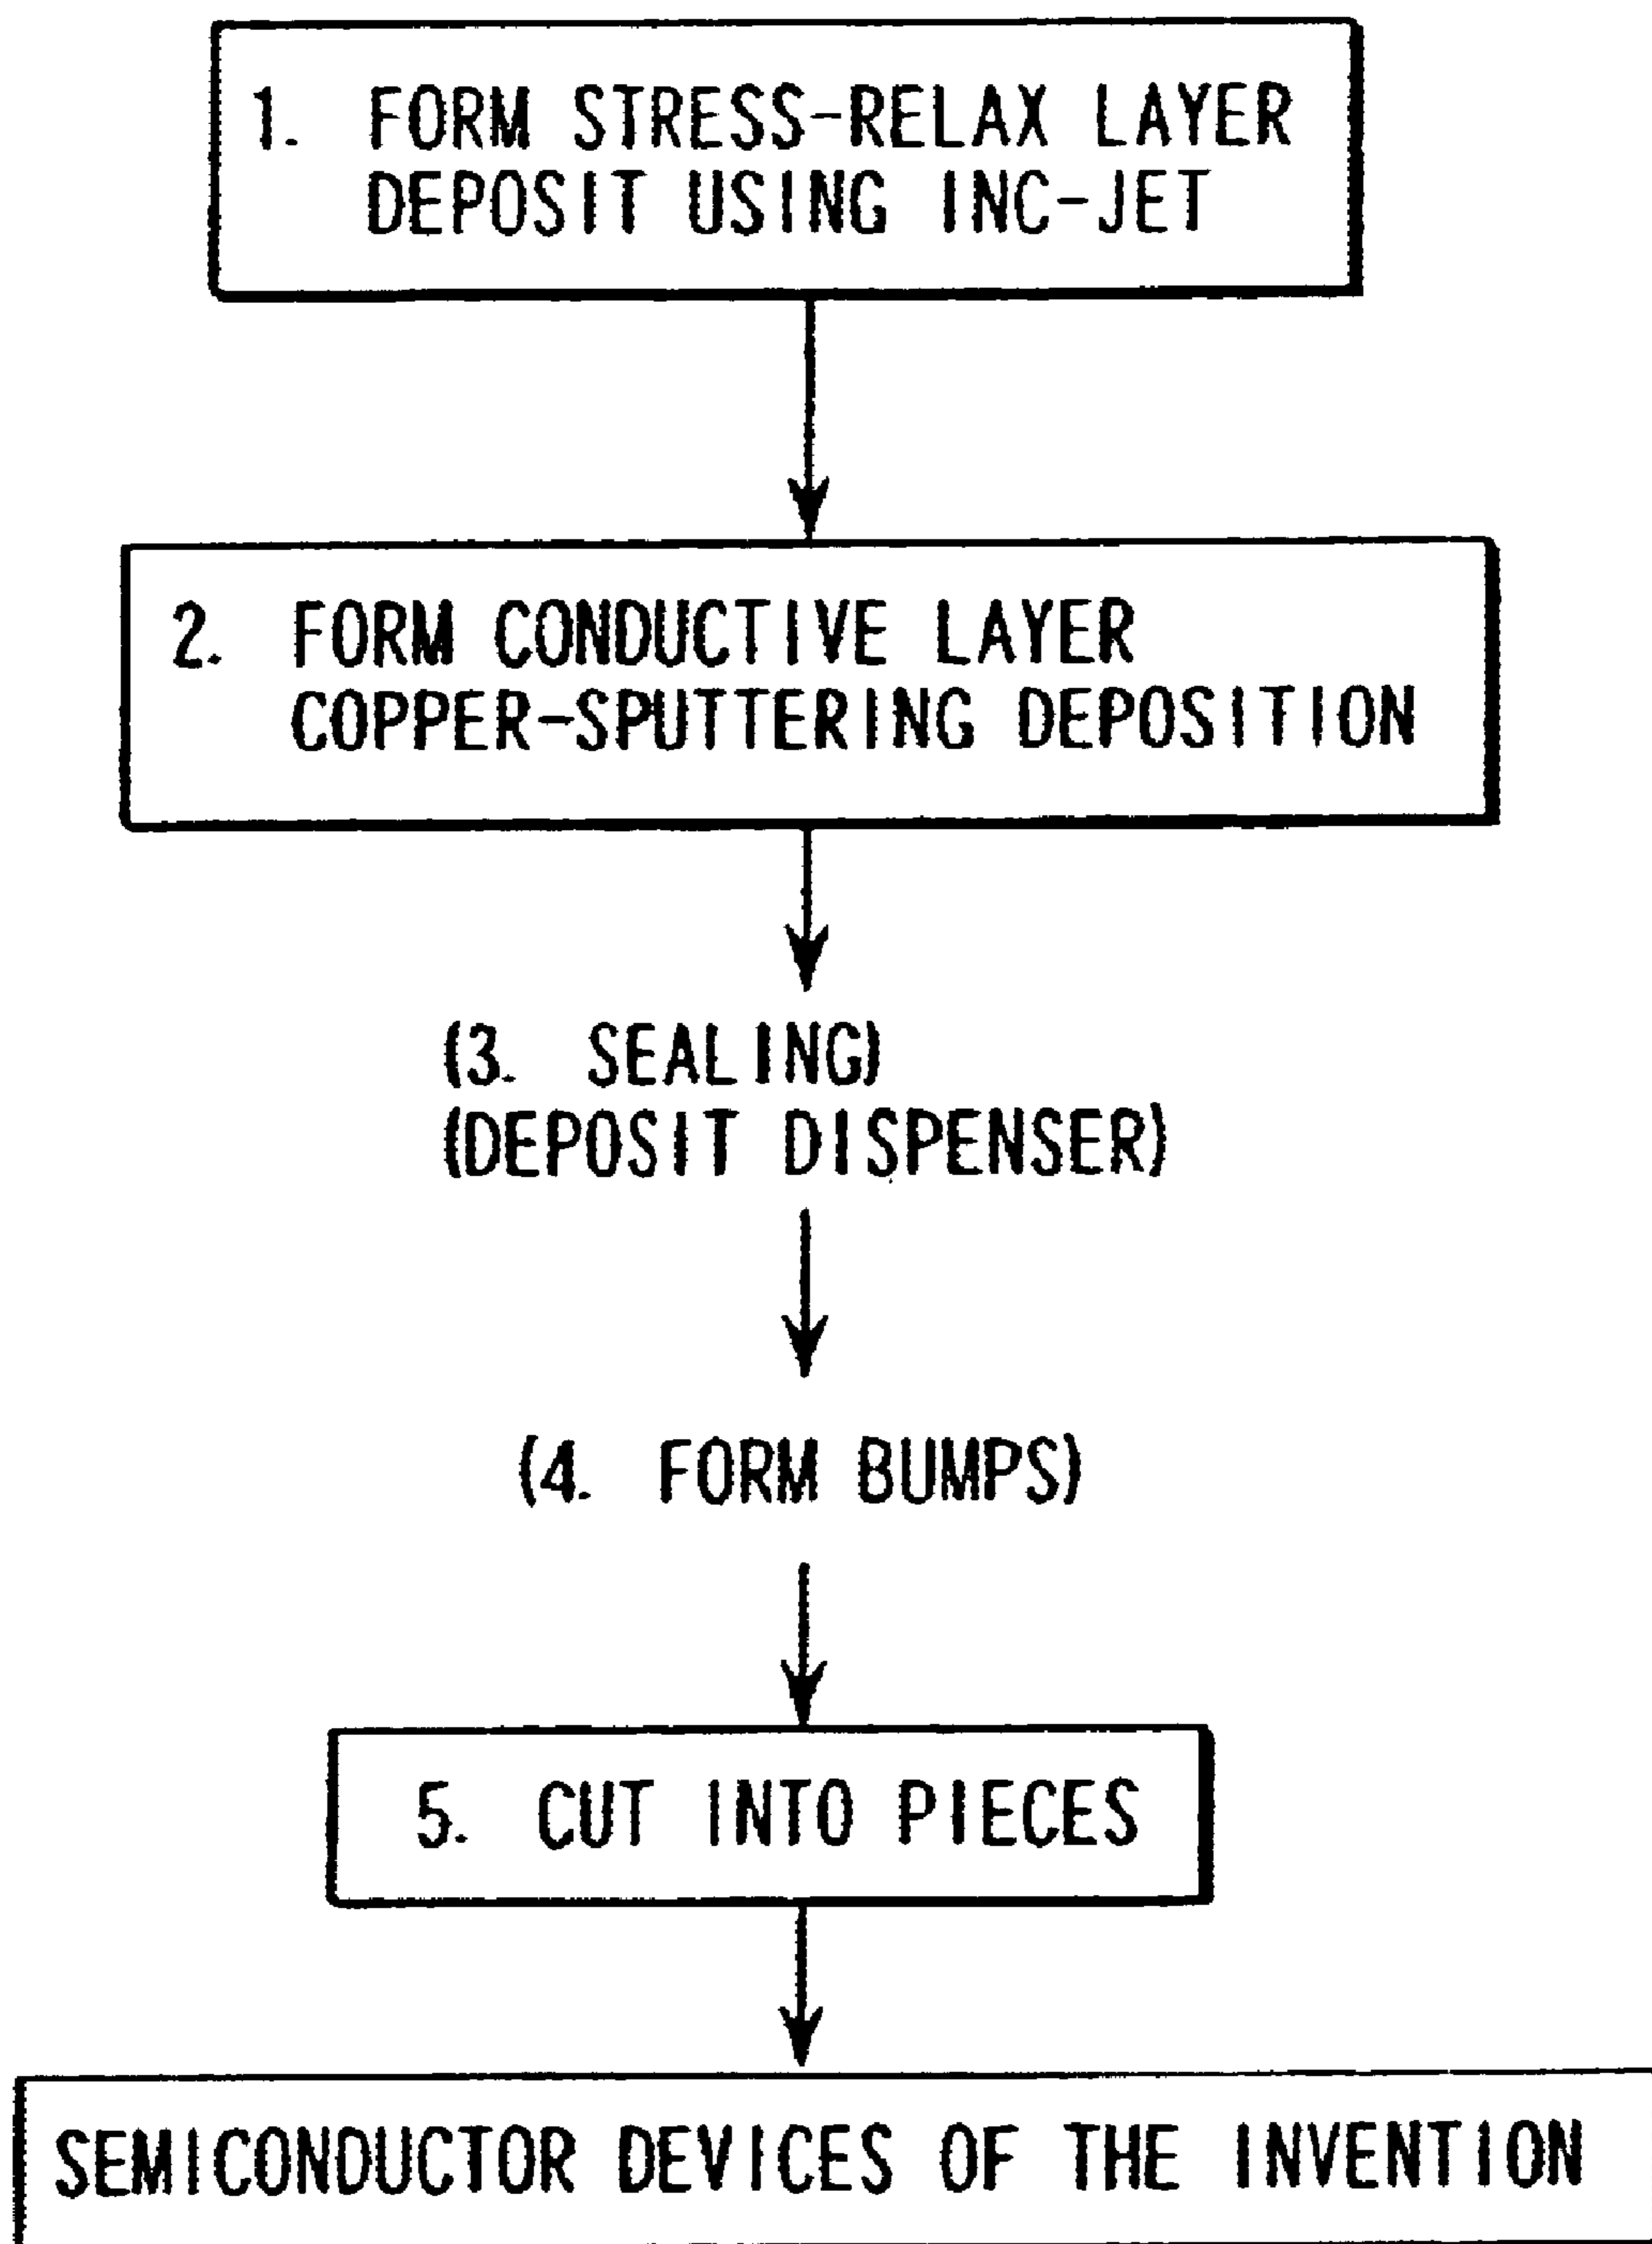 1. FORM STRESS-RELAX LAYER
DEPOSIT USING INC-JET
2. FORM CONDUCTIVE LAYER
COPPER-SPUTTERING DEPOSITION
(3. SEALING)
(DEPOSIT DISPENSER)
(4. FORM BUMPS)
5. CUT INTO PIECES
SEMICONDUCTOR DEVICES OF THE INVENTION